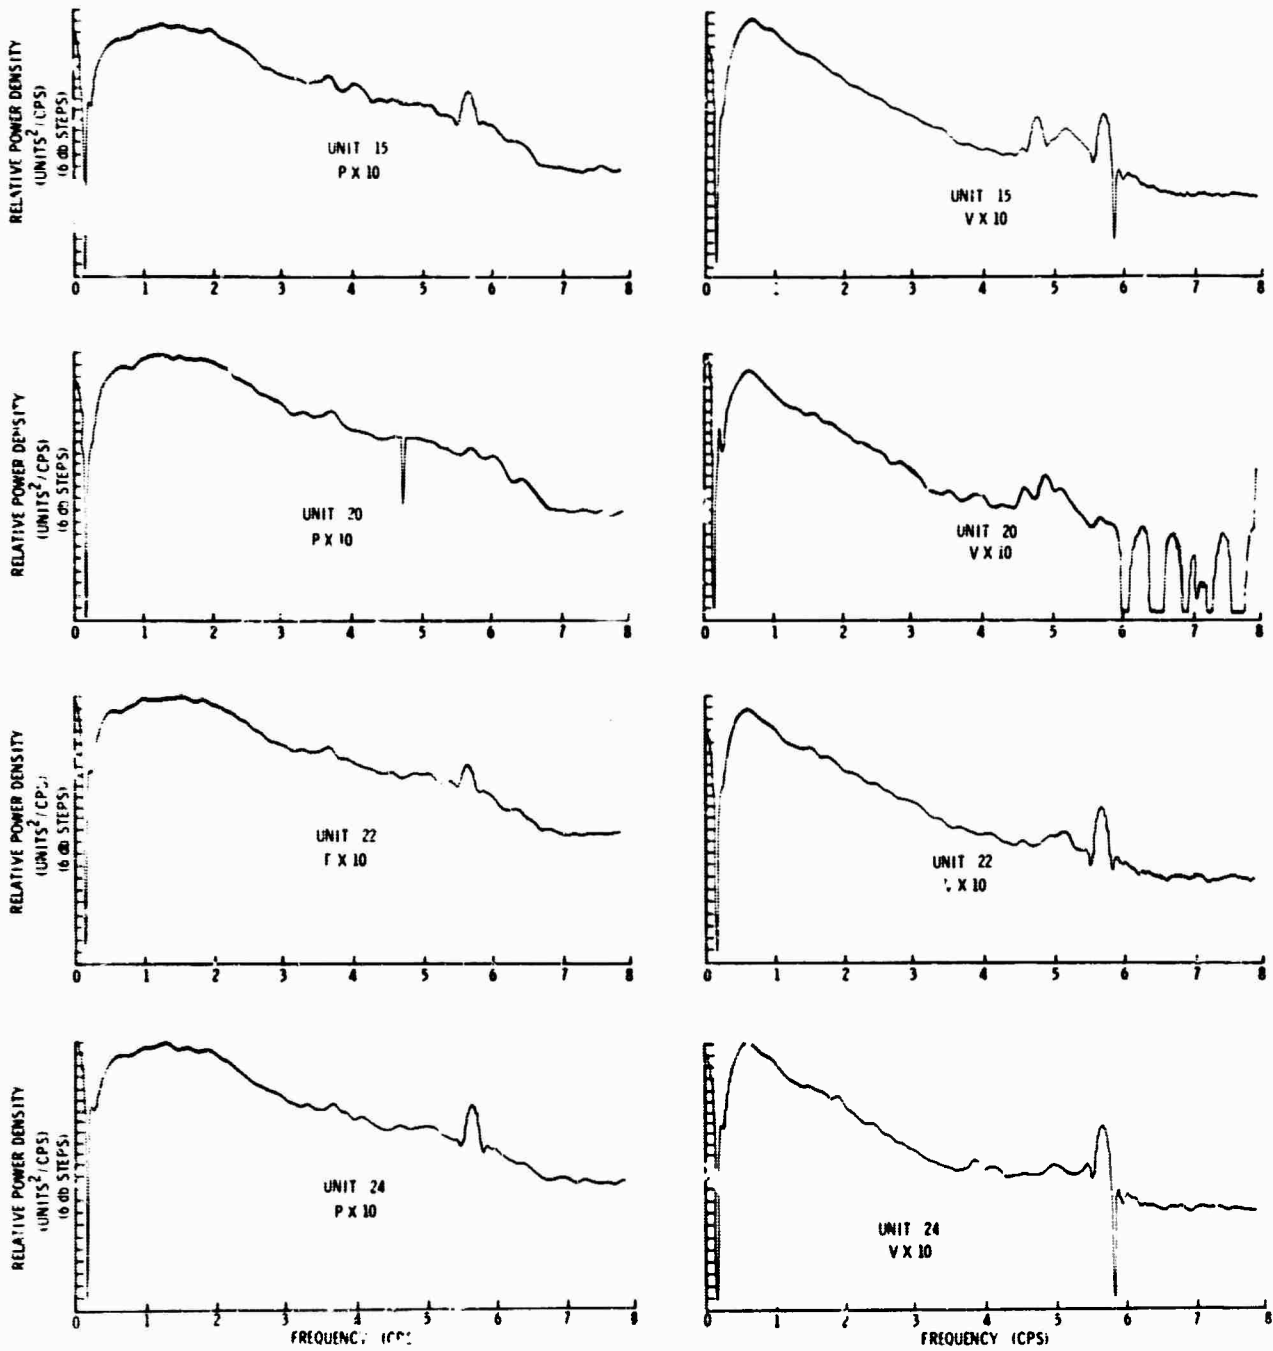 RELATIVE POWER DENSITY
(UNITS²/CPS)
(6 db STEPS)
UNIT 15
P X 10
0 1 2 3 4 5 6 7 8
UNIT 15
V X 10
0 2 3 4 5 6 7 8
RELATIVE POWER DENSITY
(UNITS²/CPS)
(6 db STEPS)
UNIT 20
P X 10
0 1 2 3 4 5 6 7 8
UNIT 20
V X 10
0 1 2 3 4 5 6 7 8
RELATIVE POWER DENSITY
(UNITS²/CPS)
(6 db STEPS)
UNIT 22
X 10
0 1 2 3 4 5 6 7 8
UNIT 22
X 10
0 1 2 3 4 5 6 7 8
RELATIVE POWER DENSITY
(UNITS²/CPS)
(6 db STEPS)
UNIT 24
P X 10
0 1 2 3 4 5 6 7 8
FREQUENCY
UNIT 24
V X 10
0 1 2 3 4 5 6 7 8
FREQUENCY (CPS)